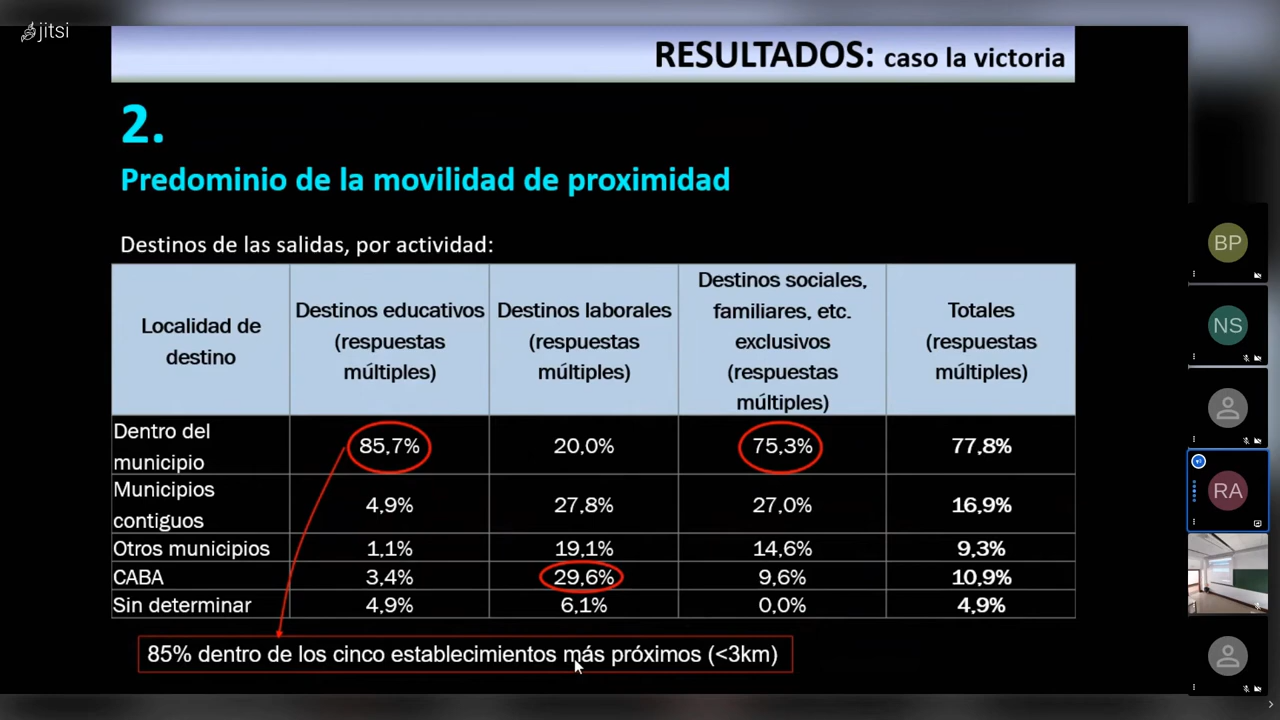 jitsi
RESULTADOS: caso la victoria
2.
Predominio de la movilidad de proximidad
Destinos de las salidas, por actividad:
Localidad de
destino
Destinos educativos
(respuestas
múltiples)
Destinos laborales
(respuestas
múltiples)
Destinos sociales,
familiares, etc.
exclusivos
(respuestas
múltiples)
Totales
(respuestas
múltiples)
Dentro del
municipio
85,7%
20,0%
75,3%
77,8%
Municipios
contiguos
4,9%
27,8%
27,0%
16,9%
Otros municipios
1,1%
19,1%
14,6%
9,3%
CABA
3,4%
29,6%
9,6%
10,9%
Sin determinar
4,9%
6,1%
0,0%
4,9%
85% dentro de los cinco establecimientos más próximos (<3km)
BP
NS
RA